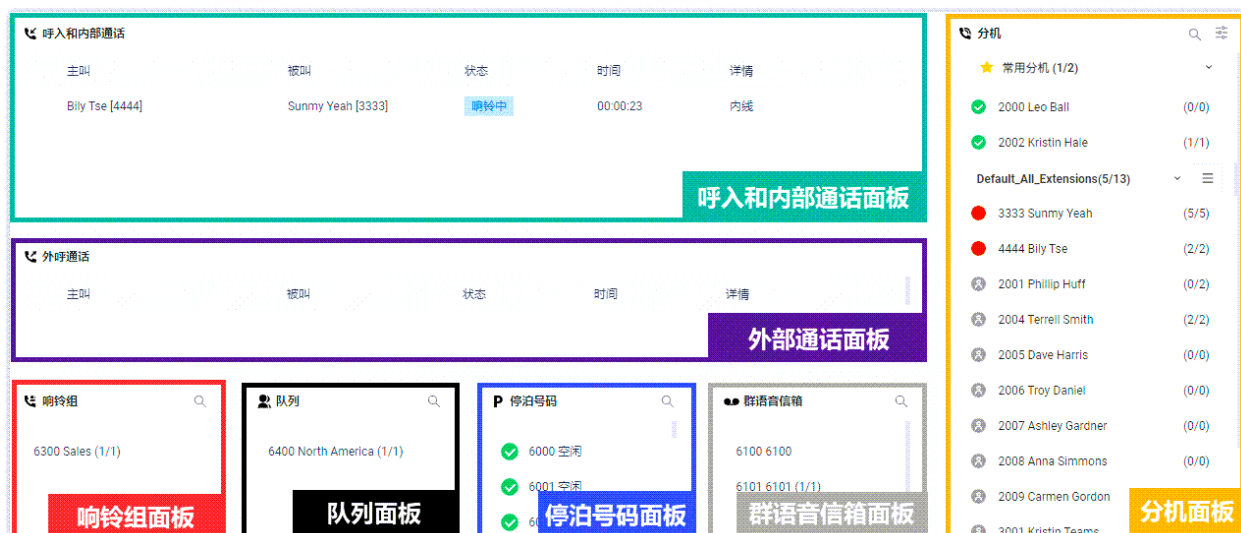 呼入和内部通话
主叫 被叫 状态 时间 详情
Bily Tse [4444] Sunmy Yeah [3333] 响铃中 00:00:23 内线
呼入和内部通话面板
外呼通话
主叫 被叫 状态 时间 详情
外部通话面板
响铃组
6300 Sales (1/1)
响铃组面板
队列
6400 North America (1/1)
队列面板
P 停泊号码
6000 空闲
6001 空闲
停泊号码面板
群语音信箱
6100 6100
6101 6101 (1/1)
群语音信箱面板
分机
常用分机 (1/2)
2000 Leo Ball (0/0)
2002 Kristin Hale (1/1)
Default_All_Extensions(5/13)
3333 Sunmy Yeah (5/5)
4444 Bily Tse (2/2)
2001 Phillip Huff (0/2)
2004 Terrell Smith (2/2)
2005 Dave Harris (0/0)
2006 Troy Daniel (0/0)
2007 Ashley Gardner (0/0)
2008 Anna Simmons (0/0)
2009 Carmen Gordon
3001 Kristin Teams
分机面板